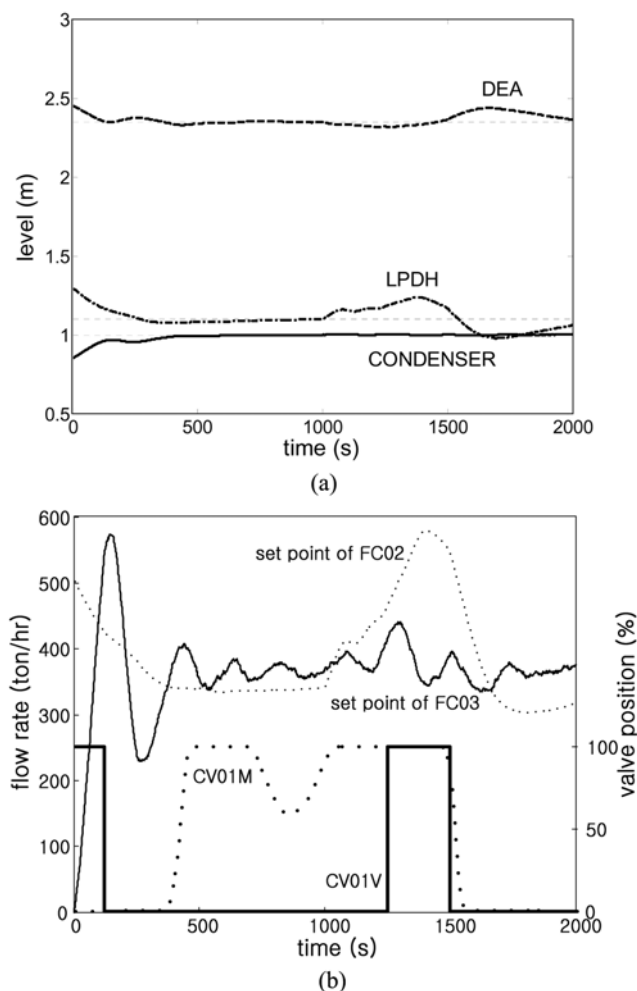 3
2.5
2
1.5
1
0.5
level (m)
DEA
LPDH
CONDENSER
0 500 1000 1500 2000
time (s)
(a)
600
500
400
300
200
100
0
flow rate (ton/hr)
set point of FC02
set point of FC03
CV01M
CV01V
100
50
0
valve position (%)
0 500 1000 1500 2000
time (s)
(b)